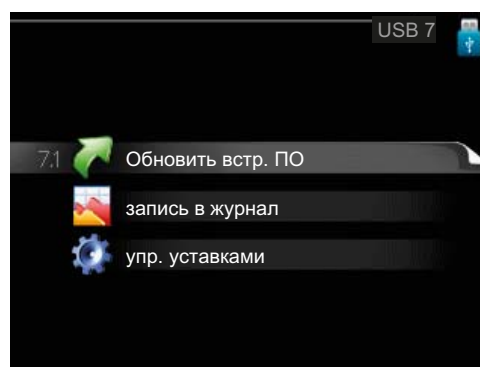 USB 7
7.1 Обновить встр. ПО
запись в журнал
упр. уставками